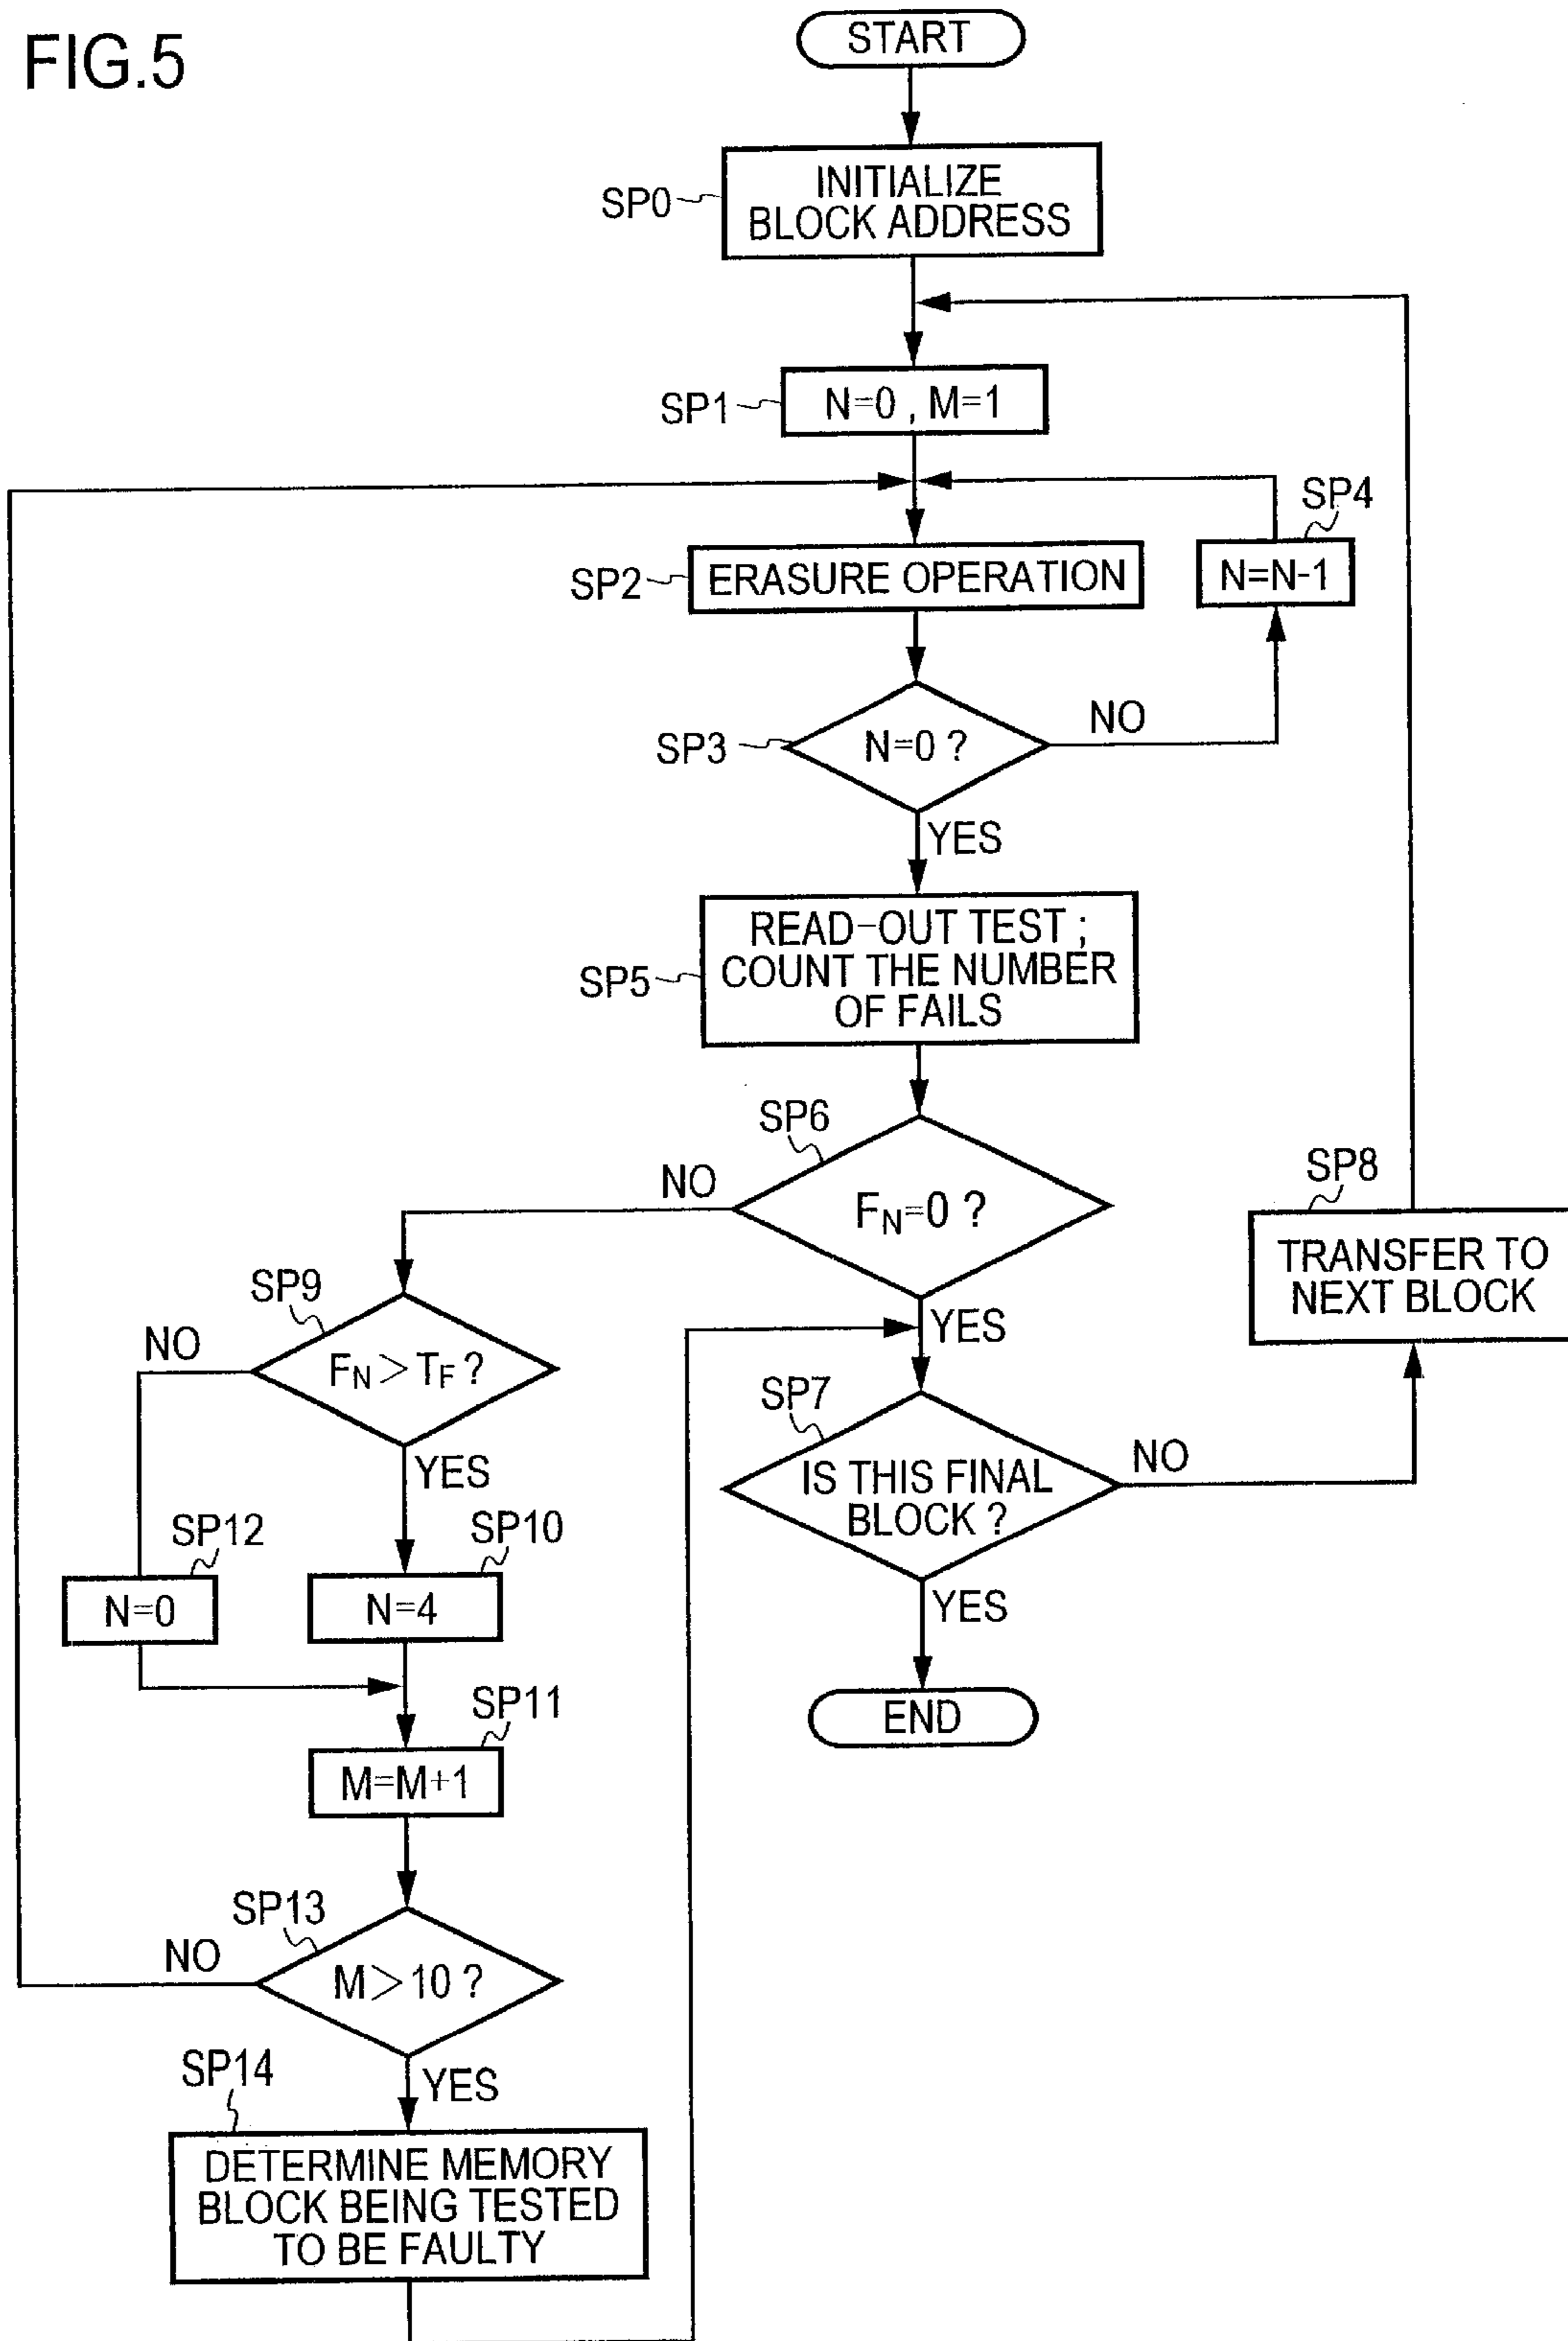 FIG.5
START
SP0
INITIALIZE
BLOCK ADDRESS
SP1
N=0 , M=1
SP4
SP2
ERASURE OPERATION
N=N-1
SP3
N=0 ?
NO
YES
SP5
READ-OUT TEST ;
COUNT THE NUMBER
OF FAILS
SP6
NO
FN=0 ?
YES
SP8
TRANSFER TO
NEXT BLOCK
SP9
NO
FN>TF ?
YES
SP7
IS THIS FINAL
BLOCK ?
NO
YES
END
SP12
N=0
SP10
N=4
SP11
M=M+1
SP13
NO
M>10 ?
YES
SP14
DETERMINE MEMORY
BLOCK BEING TESTED
TO BE FAULTY